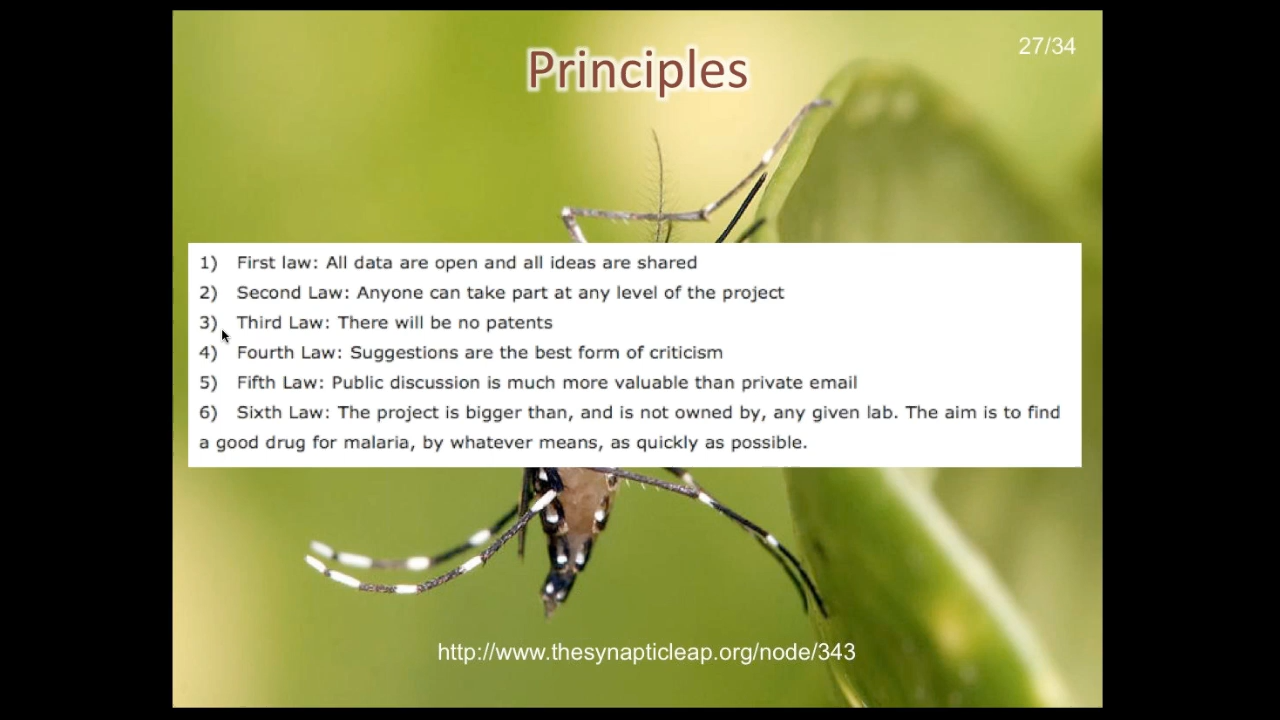 27/34
Principles
1) First law: All data are open and all ideas are shared
2) Second Law: Anyone can take part at any level of the project
3) Third Law: There will be no patents
4) Fourth Law: Suggestions are the best form of criticism
5) Fifth Law: Public discussion is much more valuable than private email
6) Sixth Law: The project is bigger than, and is not owned by, any given lab. The aim is to find
a good drug for malaria, by whatever means, as quickly as possible.
http://www.thesynapticleap.org/node/343